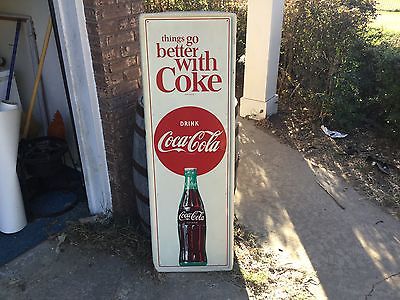 things go
better
with
Coke
DRINK
Coca-Cola
Coca-Cola